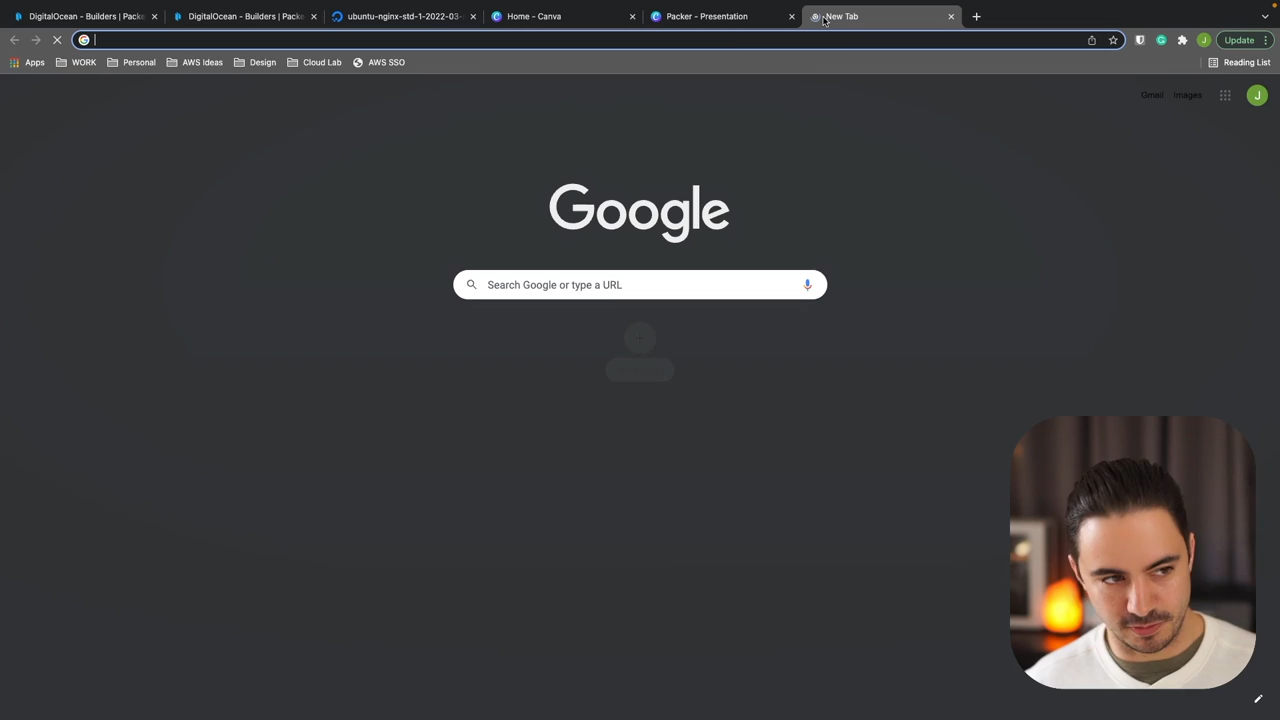 DigitalOcean - Builders | Packe
DigitalOcean - Builders | Packe
ubuntu-nginx-std-1-2022-03-
Home - Canva
Packer - Presentation
New Tab
Update
Apps
WORK
Personal
AWS Ideas
Design
Cloud Lab
AWS SSO
Reading List
Gmail
Images
J
Google
Search Google or type a URL